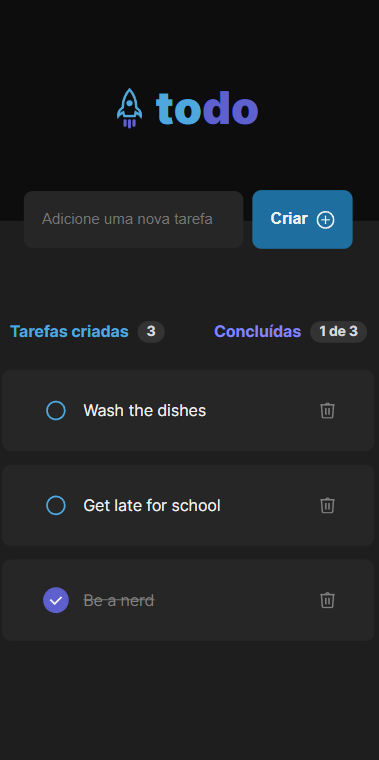 todo
Adicione uma nova tarefa
Criar
Tarefas criadas 3
Concluídas 1 de 3
Wash the dishes
Get late for school
Be a nerd